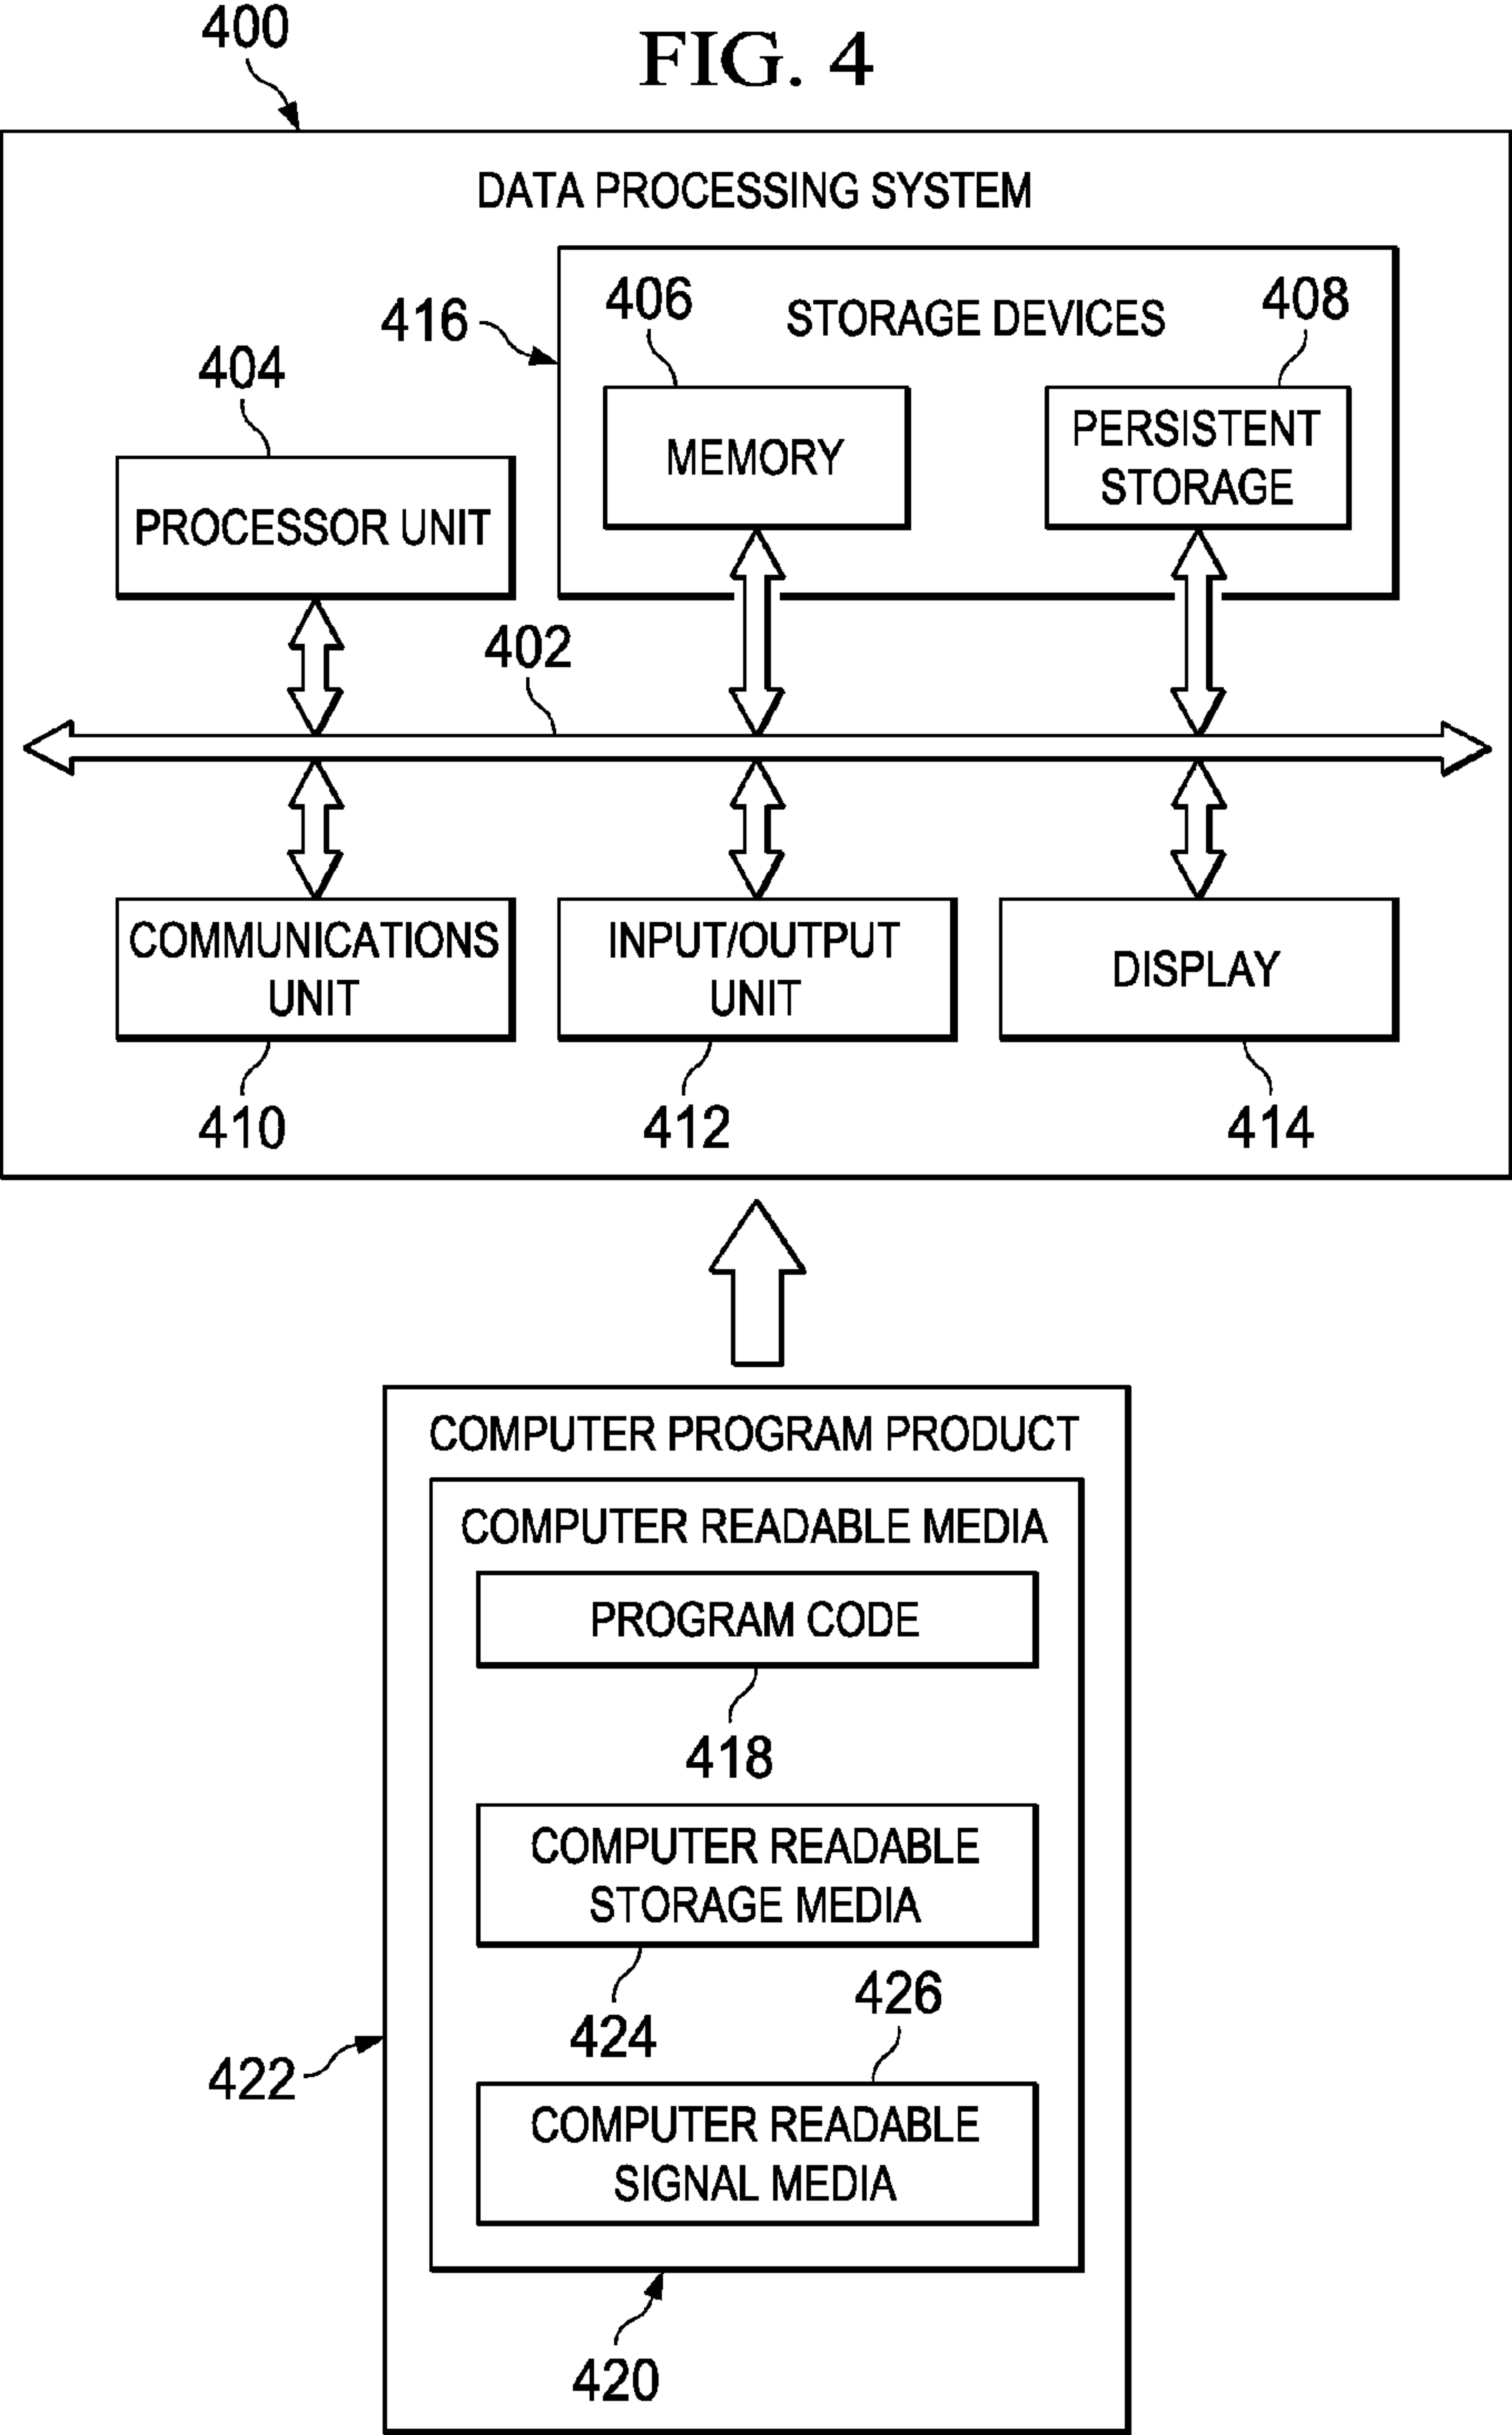 400
FIG. 4
DATA PROCESSING SYSTEM
416
406
STORAGE DEVICES
408
404
MEMORY
PERSISTENT
STORAGE
PROCESSOR UNIT
402
COMMUNICATIONS
UNIT
INPUT/OUTPUT
UNIT
DISPLAY
410
412
414
COMPUTER PROGRAM PRODUCT
COMPUTER READABLE MEDIA
PROGRAM CODE
418
COMPUTER READABLE
STORAGE MEDIA
424
426
422
COMPUTER READABLE
SIGNAL MEDIA
420